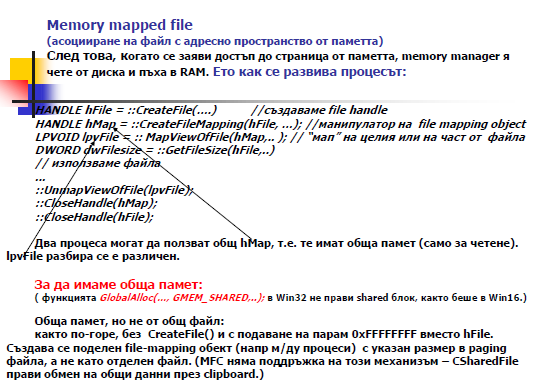 Memory mapped file
(асоцииране на файл с адресно пространство от паметта)
След това, когато се заяви достъп до страница от паметта, memory manager я
чете от диска и пъха в RAM. Ето как се развива процесът:
HANDLE hFile = ::CreateFile(....) //създаваме file handle
HANDLE hMap = ::CreateFileMapping(hFile, ...); //манипулатор на file mapping object
LPVOID lpvFile = :: MapViewOfFile(hMap,.. ); // "мап" на целия или на част от файла
DWORD dwFilesize = ::GetFileSize(hFile,..)
// използваме файла
...
::UnmapViewOfFile(lpvFile);
::CloseHandle(hMap);
::CloseHandle(hFile);
Два процеса могат да ползват общ hMap, т.е. те имат обща памет (само за четене).
lpvFile разбира се е различен.
За да имаме обща памет:
( функцията GlobalAlloc(..., GMEM_SHARED,..); в Win32 не прави shared блок, както беше в Win16.)
Обща памет, но не от общ файл:
както по-горе, без CreateFile() и с подаване на парам 0xFFFFFFFF вместо hFile.
Създава се поделен file-mapping обект (напр м/ду процеси) с указан размер в paging
файла, а не като отделен файл. (MFC няма поддръжка на този механизъм – CSharedFile
прави обмен на общи данни през clipboard.)